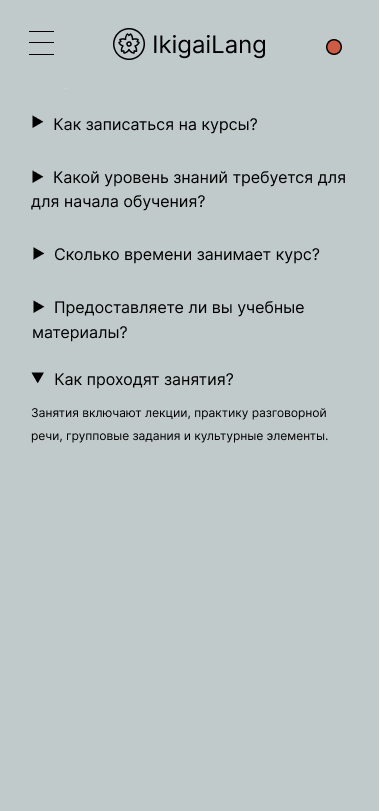 IkigaiLang
Как записаться на курсы?
Какой уровень знаний требуется для
для начала обучения?
Сколько времени занимает курс?
Предоставляете ли вы учебные
материалы?
Как проходят занятия?
Занятия включают лекции, практику разговорной
речи, групповые задания и культурные элементы.